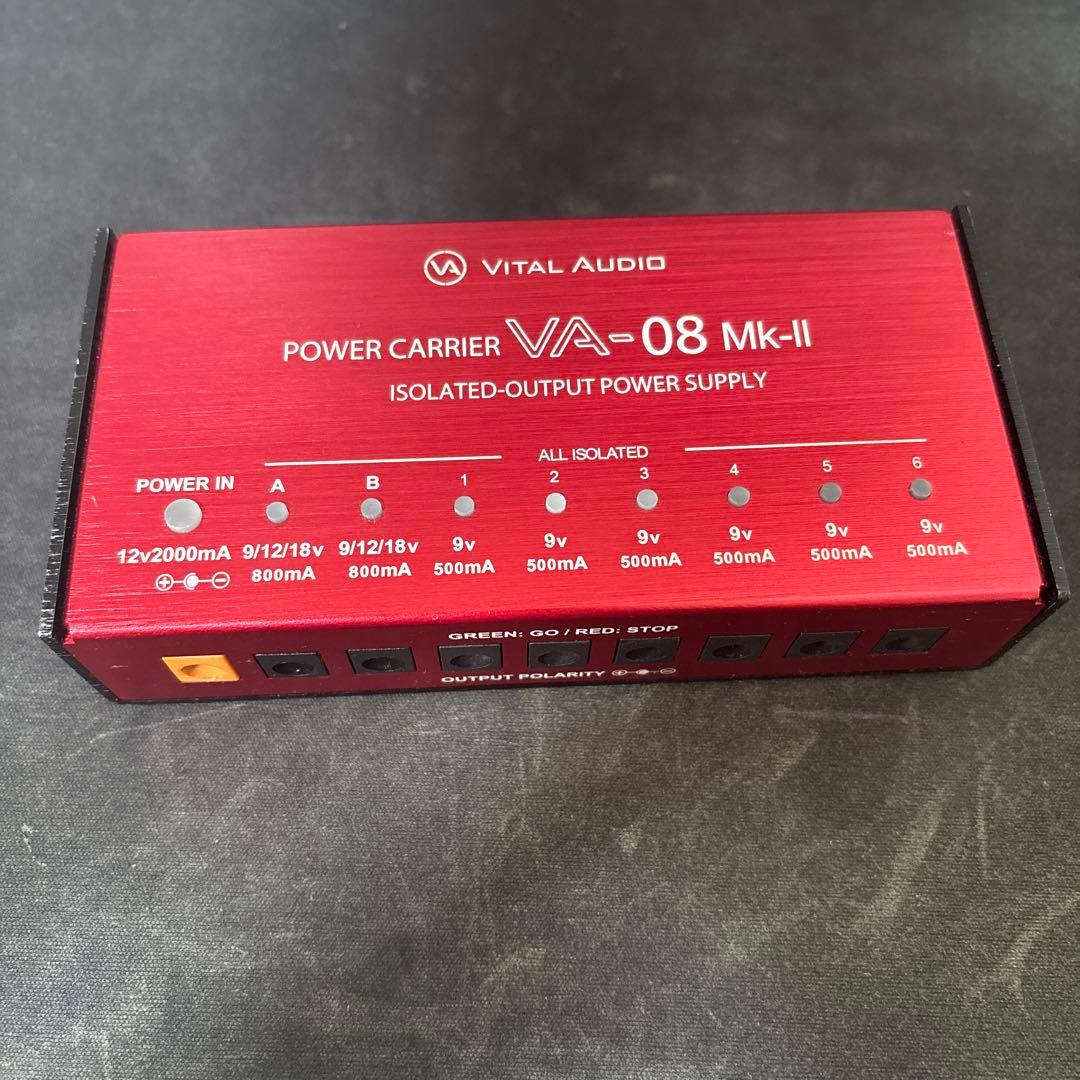 VA VITAL AUDIO
POWER CARRIER VA-08 Mk-II
ISOLATED-OUTPUT POWER SUPPLY
ALL ISOLATED
POWER IN A B 1 2 3 4 5 6
12v2000mA 9/12/18v 9/12/18v 9v 9v 9v 9v 9v 9v
800mA 800mA 500mA 500mA 500mA 500mA 500mA 500mA
GREEN: GO / RED: STOP
OUTPUT POLARITY